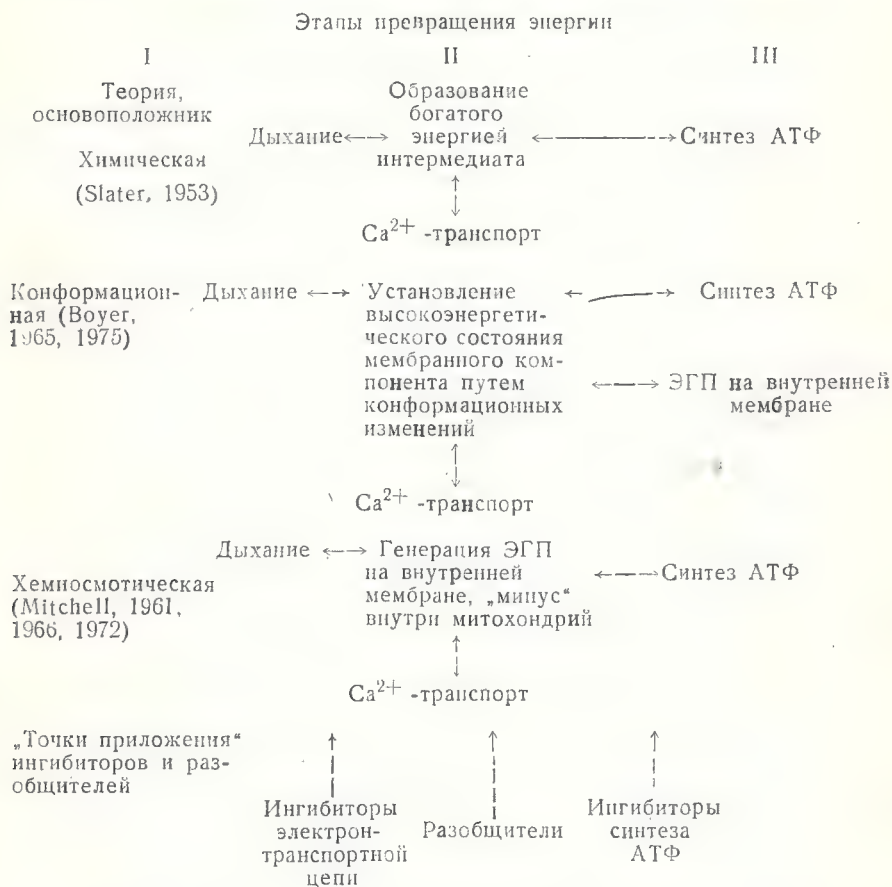 Этапы превращения энергии
I II III
Теория,
основоположник
Химическая
(Slater, 1953)
Дыхание ←—→ Образование
богатого
энергией
интермедиата
←——→ Синтез АТФ
Ca²⁺-транспорт
Конформацион-
ная (Boyer,
1965, 1975)
Дыхание ←—→ Установление
высокоэнергети-
ческого состояния
мембранного ком-
понента путем
конформационных
изменений
←——→ Синтез АТФ
←——→ ЭГП на внутренней
мембране
Ca²⁺-транспорт
Хемиосмотическая
(Mitchell, 1961,
1966, 1972)
Дыхание ←—→ Генерация ЭГП
на внутренней
мембране, „минус“
внутри митохондрий
←——→ Синтез АТФ
Ca²⁺-транспорт
„Точки приложения“
ингибиторов и раз-
общителей
Ингибиторы
электрон-
транспортной
цепи
Разобщители
Ингибиторы
синтеза
АТФ